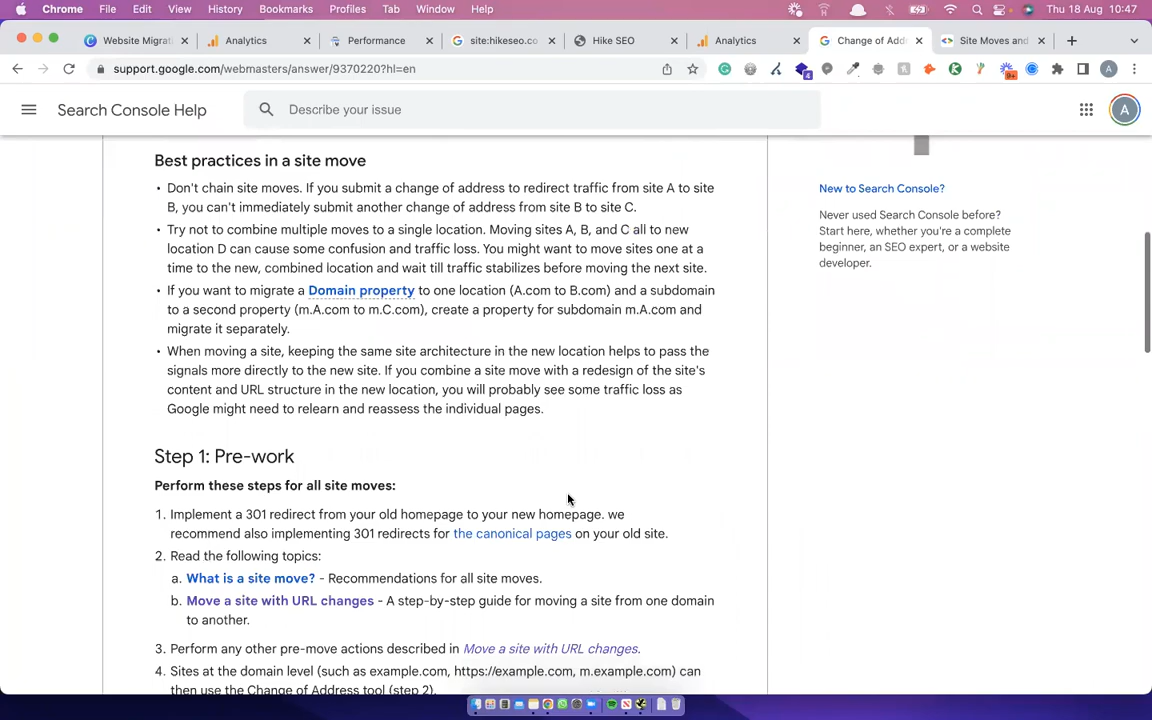 Chrome File Edit View History Bookmarks Profiles Tab Window Help Thu 18 Aug 10:47
Website Migrati Analytics Performance site:hikeseo.co Hike SEO Analytics Change of Add Site Moves and
support.google.com/webmasters/answer/9370220?hl=en
Search Console Help
Describe your issue
A
Best practices in a site move
• Don't chain site moves. If you submit a change of address to redirect traffic from site A to site
B, you can't immediately submit another change of address from site B to site C.
• Try not to combine multiple moves to a single location. Moving sites A, B, and C all to new
location D can cause some confusion and traffic loss. You might want to move sites one at a
time to the new, combined location and wait till traffic stabilizes before moving the next site.
• If you want to migrate a Domain property to one location (A.com to B.com) and a subdomain
to a second property (m.A.com to m.C.com), create a property for subdomain m.A.com and
migrate it separately.
• When moving a site, keeping the same site architecture in the new location helps to pass the
signals more directly to the new site. If you combine a site move with a redesign of the site's
content and URL structure in the new location, you will probably see some traffic loss as
Google might need to relearn and reassess the individual pages.
Step 1: Pre-work
Perform these steps for all site moves:
1. Implement a 301 redirect from your old homepage to your new homepage. we
recommend also implementing 301 redirects for the canonical pages on your old site.
2. Read the following topics:
a. What is a site move? - Recommendations for all site moves.
b. Move a site with URL changes - A step-by-step guide for moving a site from one domain
to another.
3. Perform any other pre-move actions described in Move a site with URL changes.
4. Sites at the domain level (such as example.com, https://example.com, m.example.com) can
then use the Change of Address tool (step 2).
New to Search Console?
Never used Search Console before?
Start here, whether you're a complete
beginner, an SEO expert, or a website
developer.